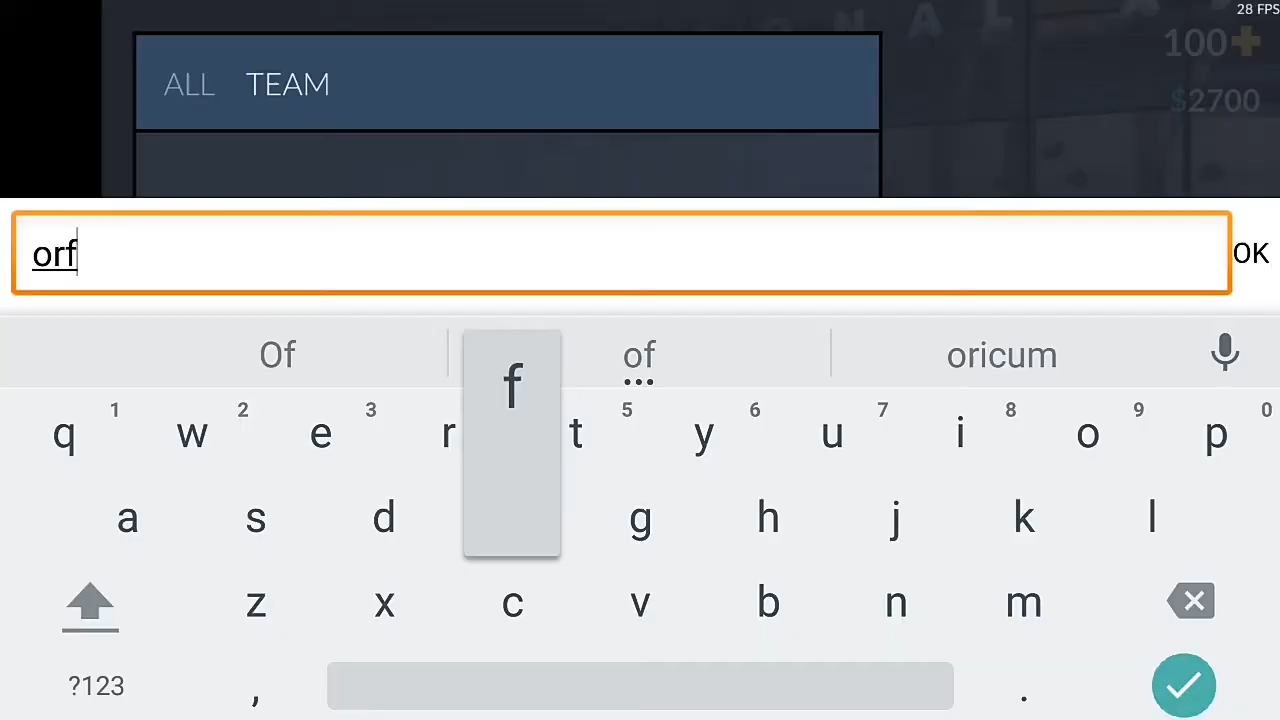 28 FPS
100
ALL TEAM
$2700
orf
OK
Of of oricum
1 2 3 5 6 7 8 9 0
q w e r t y u i o p
f
a s d g h j k l
z x c v b n m
?123 , .